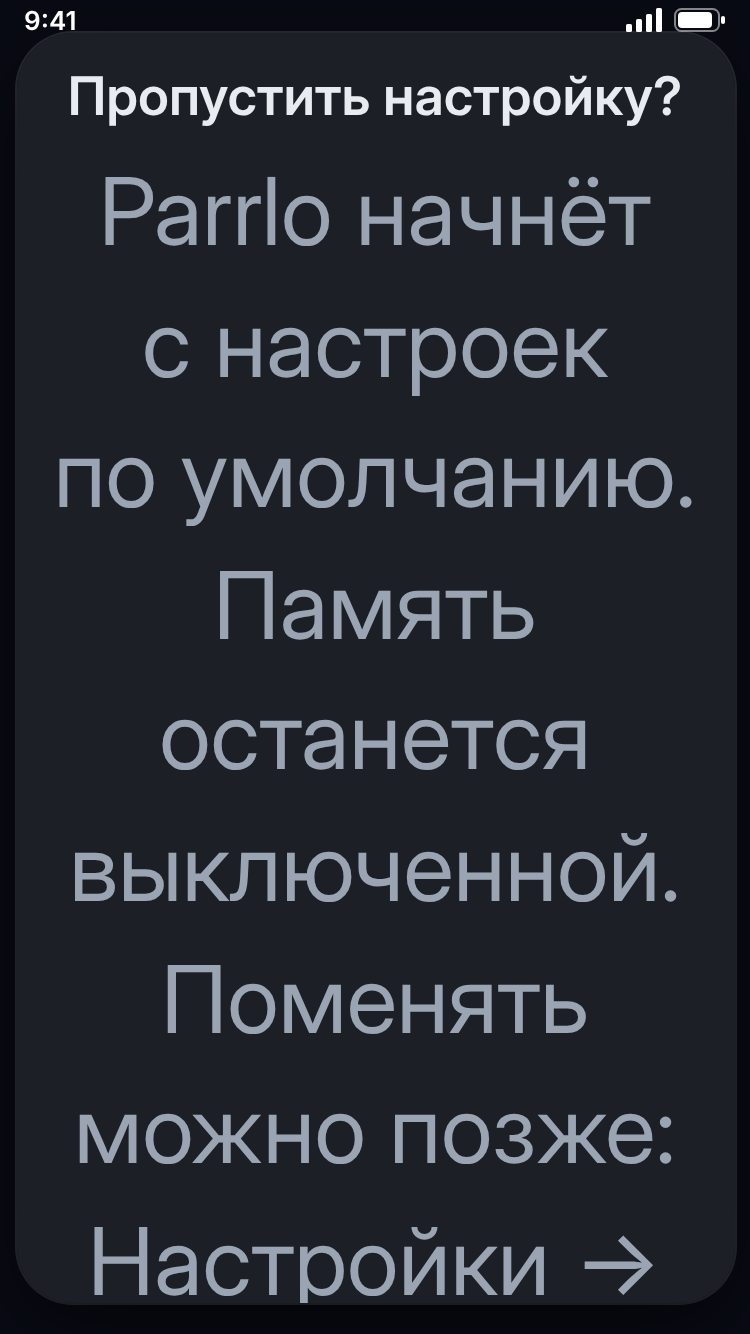 9:41
Пропустить настройку?
Parrlo начнёт
с настроек
по умолчанию.
Память
останется
выключенной.
Поменять
можно позже:
Настройки →